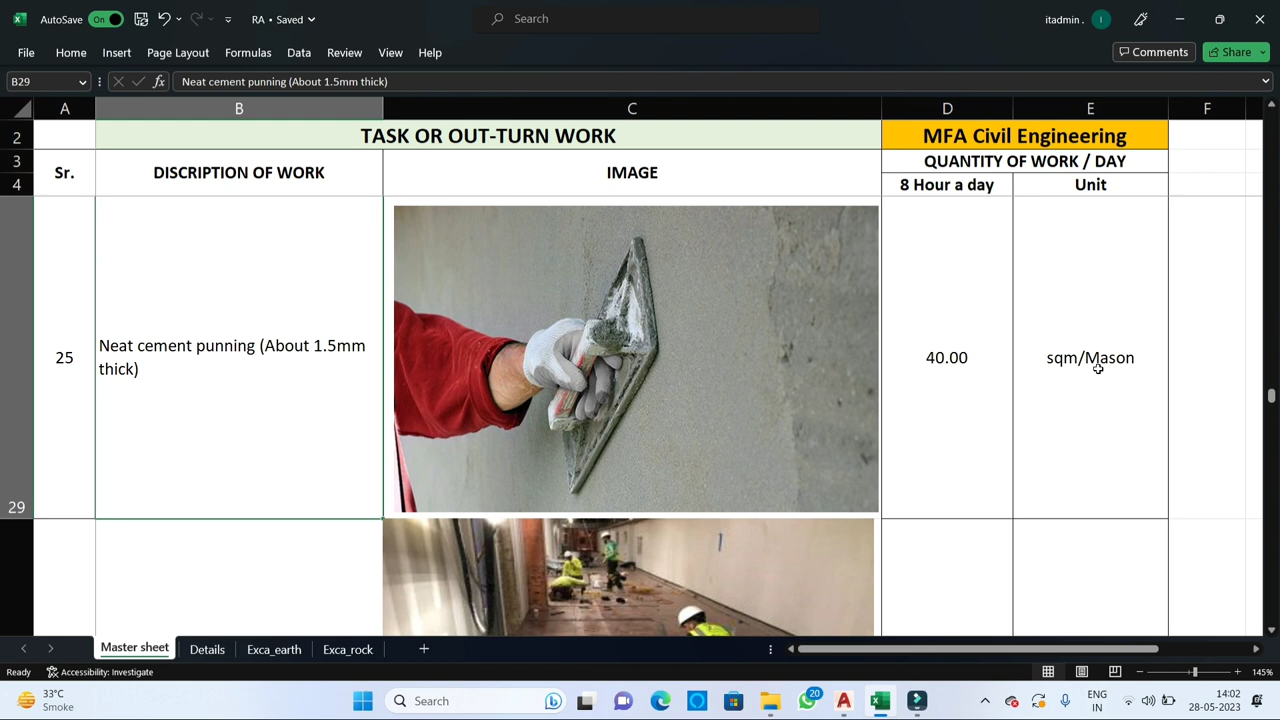 AutoSave On RA • Saved Search itadmin . I
File Home Insert Page Layout Formulas Data Review View Help Comments Share
B29 fx Neat cement punning (About 1.5mm thick)
A B C D E F
2 TASK OR OUT-TURN WORK MFA Civil Engineering
3 Sr. DISCRIPTION OF WORK IMAGE QUANTITY OF WORK / DAY
4 8 Hour a day Unit
25 Neat cement punning (About 1.5mm
thick) 40.00 sqm/Mason
29
Master sheet Details Exca_earth Exca_rock
Ready Accessibility: Investigate 145%
33°C
Smoke
Search
20
ENG
IN
14:02
28-05-2023